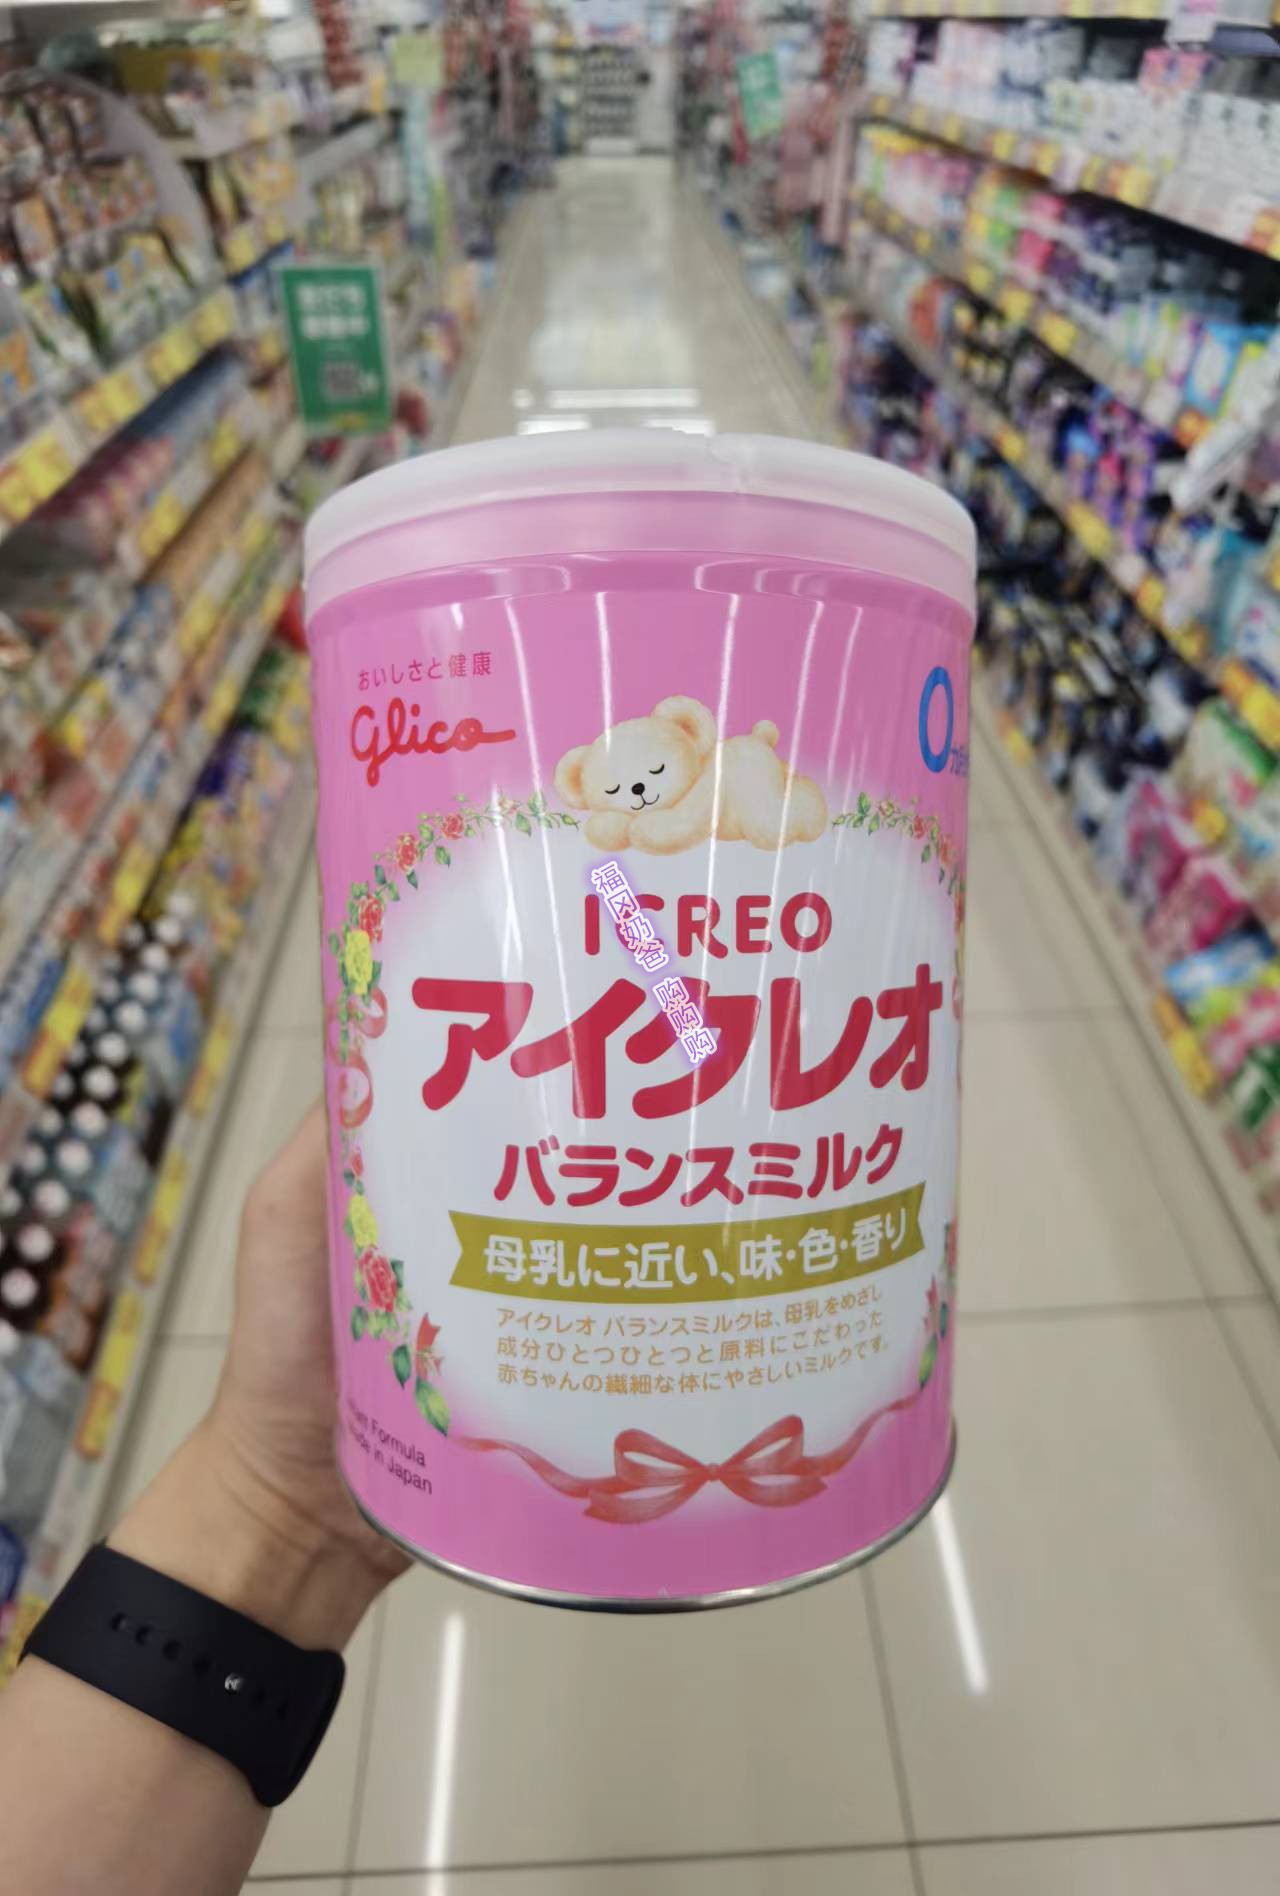 おいしさと健康
glico
0
ICREO
アイクレオ
バランスミルク
母乳に近い、味・色・香り
アイクレオ バランスミルクは、母乳をめざし
成分ひとつひとつと原料にこだわった
赤ちゃんの繊細な体にやさしいミルクです。
Formula
in Japan
福冈奶爸 购购购